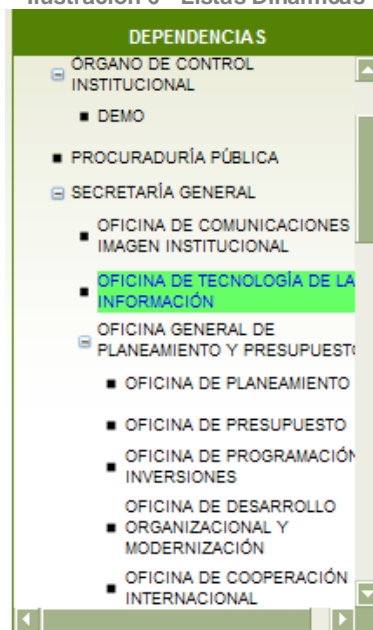 Ilustración 6 - Listas Dinámicas
DEPENDENCIAS
ÓRGANO DE CONTROL
INSTITUCIONAL
DEMO
PROCURADURÍA PÚBLICA
SECRETARÍA GENERAL
OFICINA DE COMUNICACIONES
IMAGEN INSTITUCIONAL
OFICINA DE TECNOLOGÍA DE LA
INFORMACIÓN
OFICINA GENERAL DE
PLANEAMIENTO Y PRESUPUESTO
OFICINA DE PLANEAMIENTO
OFICINA DE PRESUPUESTO
OFICINA DE PROGRAMACIÓN
INVERSIONES
OFICINA DE DESARROLLO
ORGANIZACIONAL Y
MODERNIZACIÓN
OFICINA DE COOPERACIÓN
INTERNACIONAL